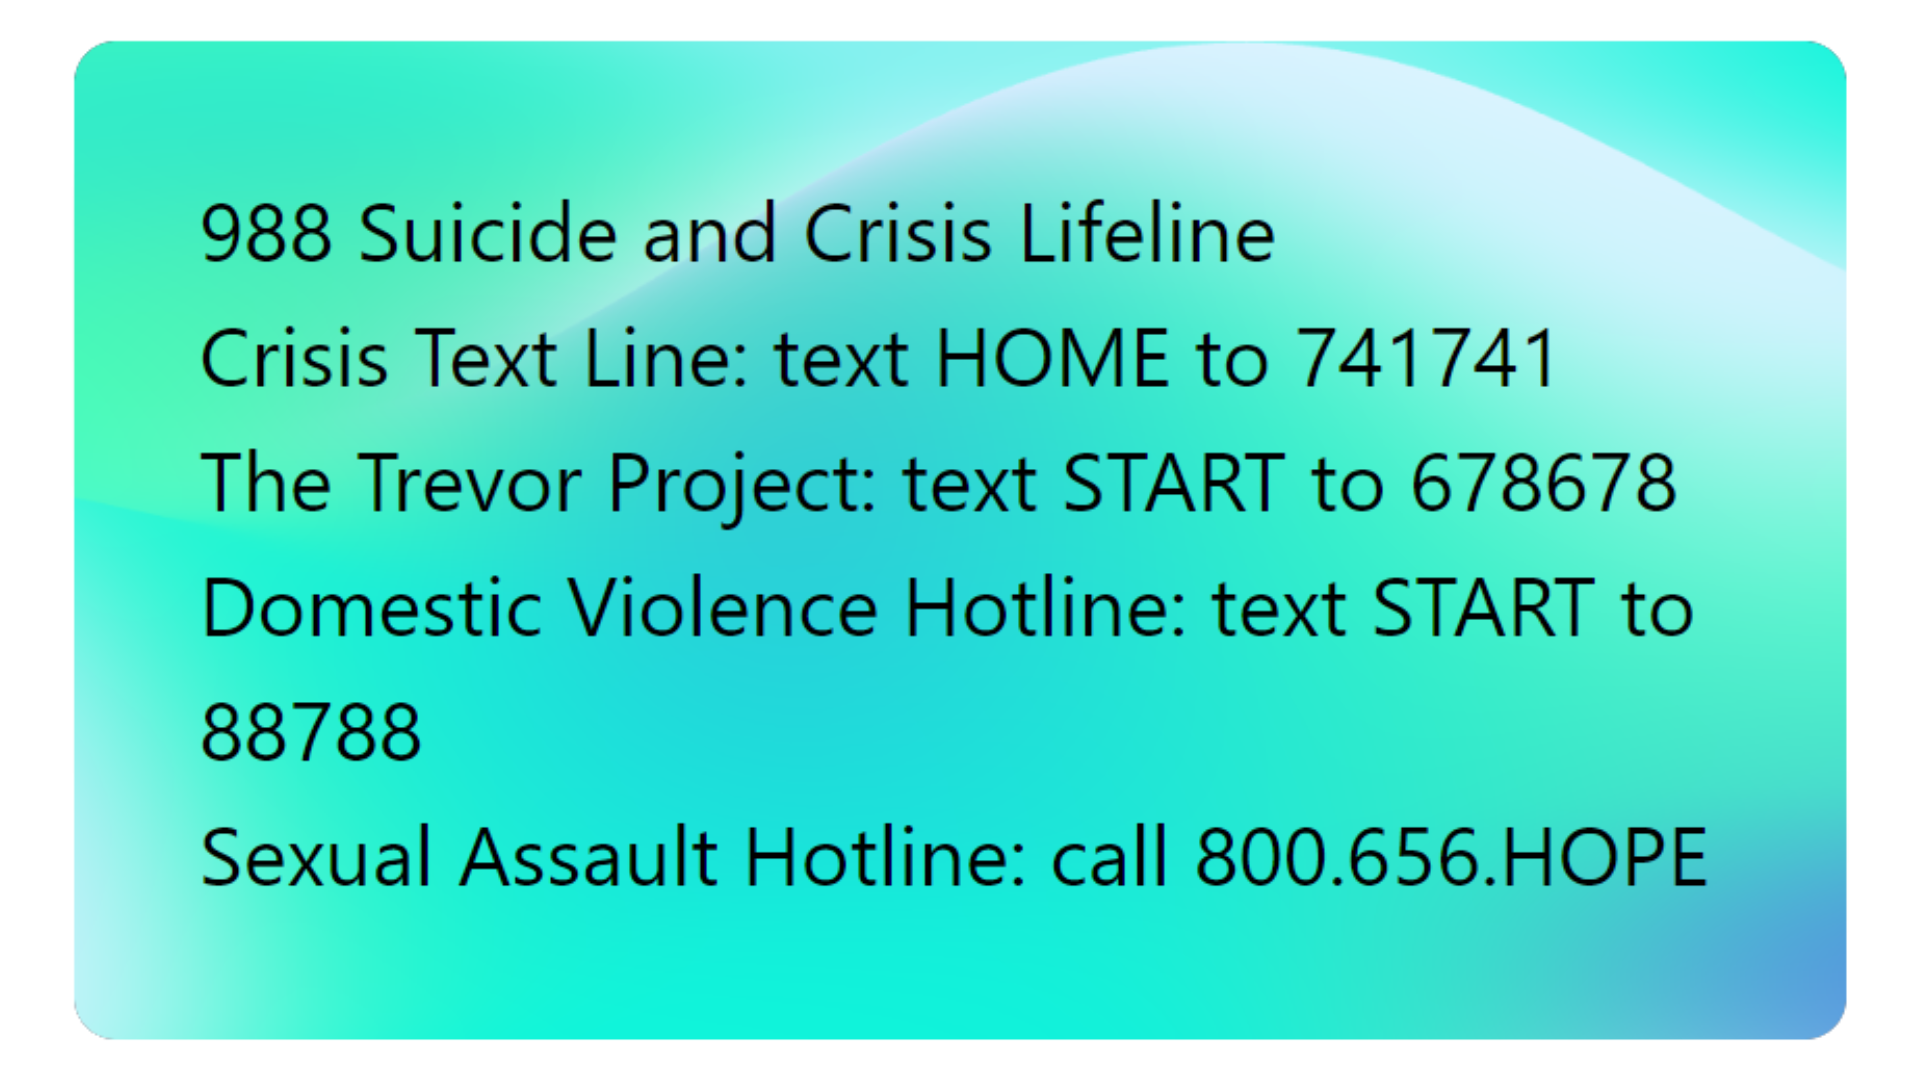 988 Suicide and Crisis Lifeline
Crisis Text Line: text HOME to 741741
The Trevor Project: text START to 678678
Domestic Violence Hotline: text START to
88788
Sexual Assault Hotline: call 800.656.HOPE